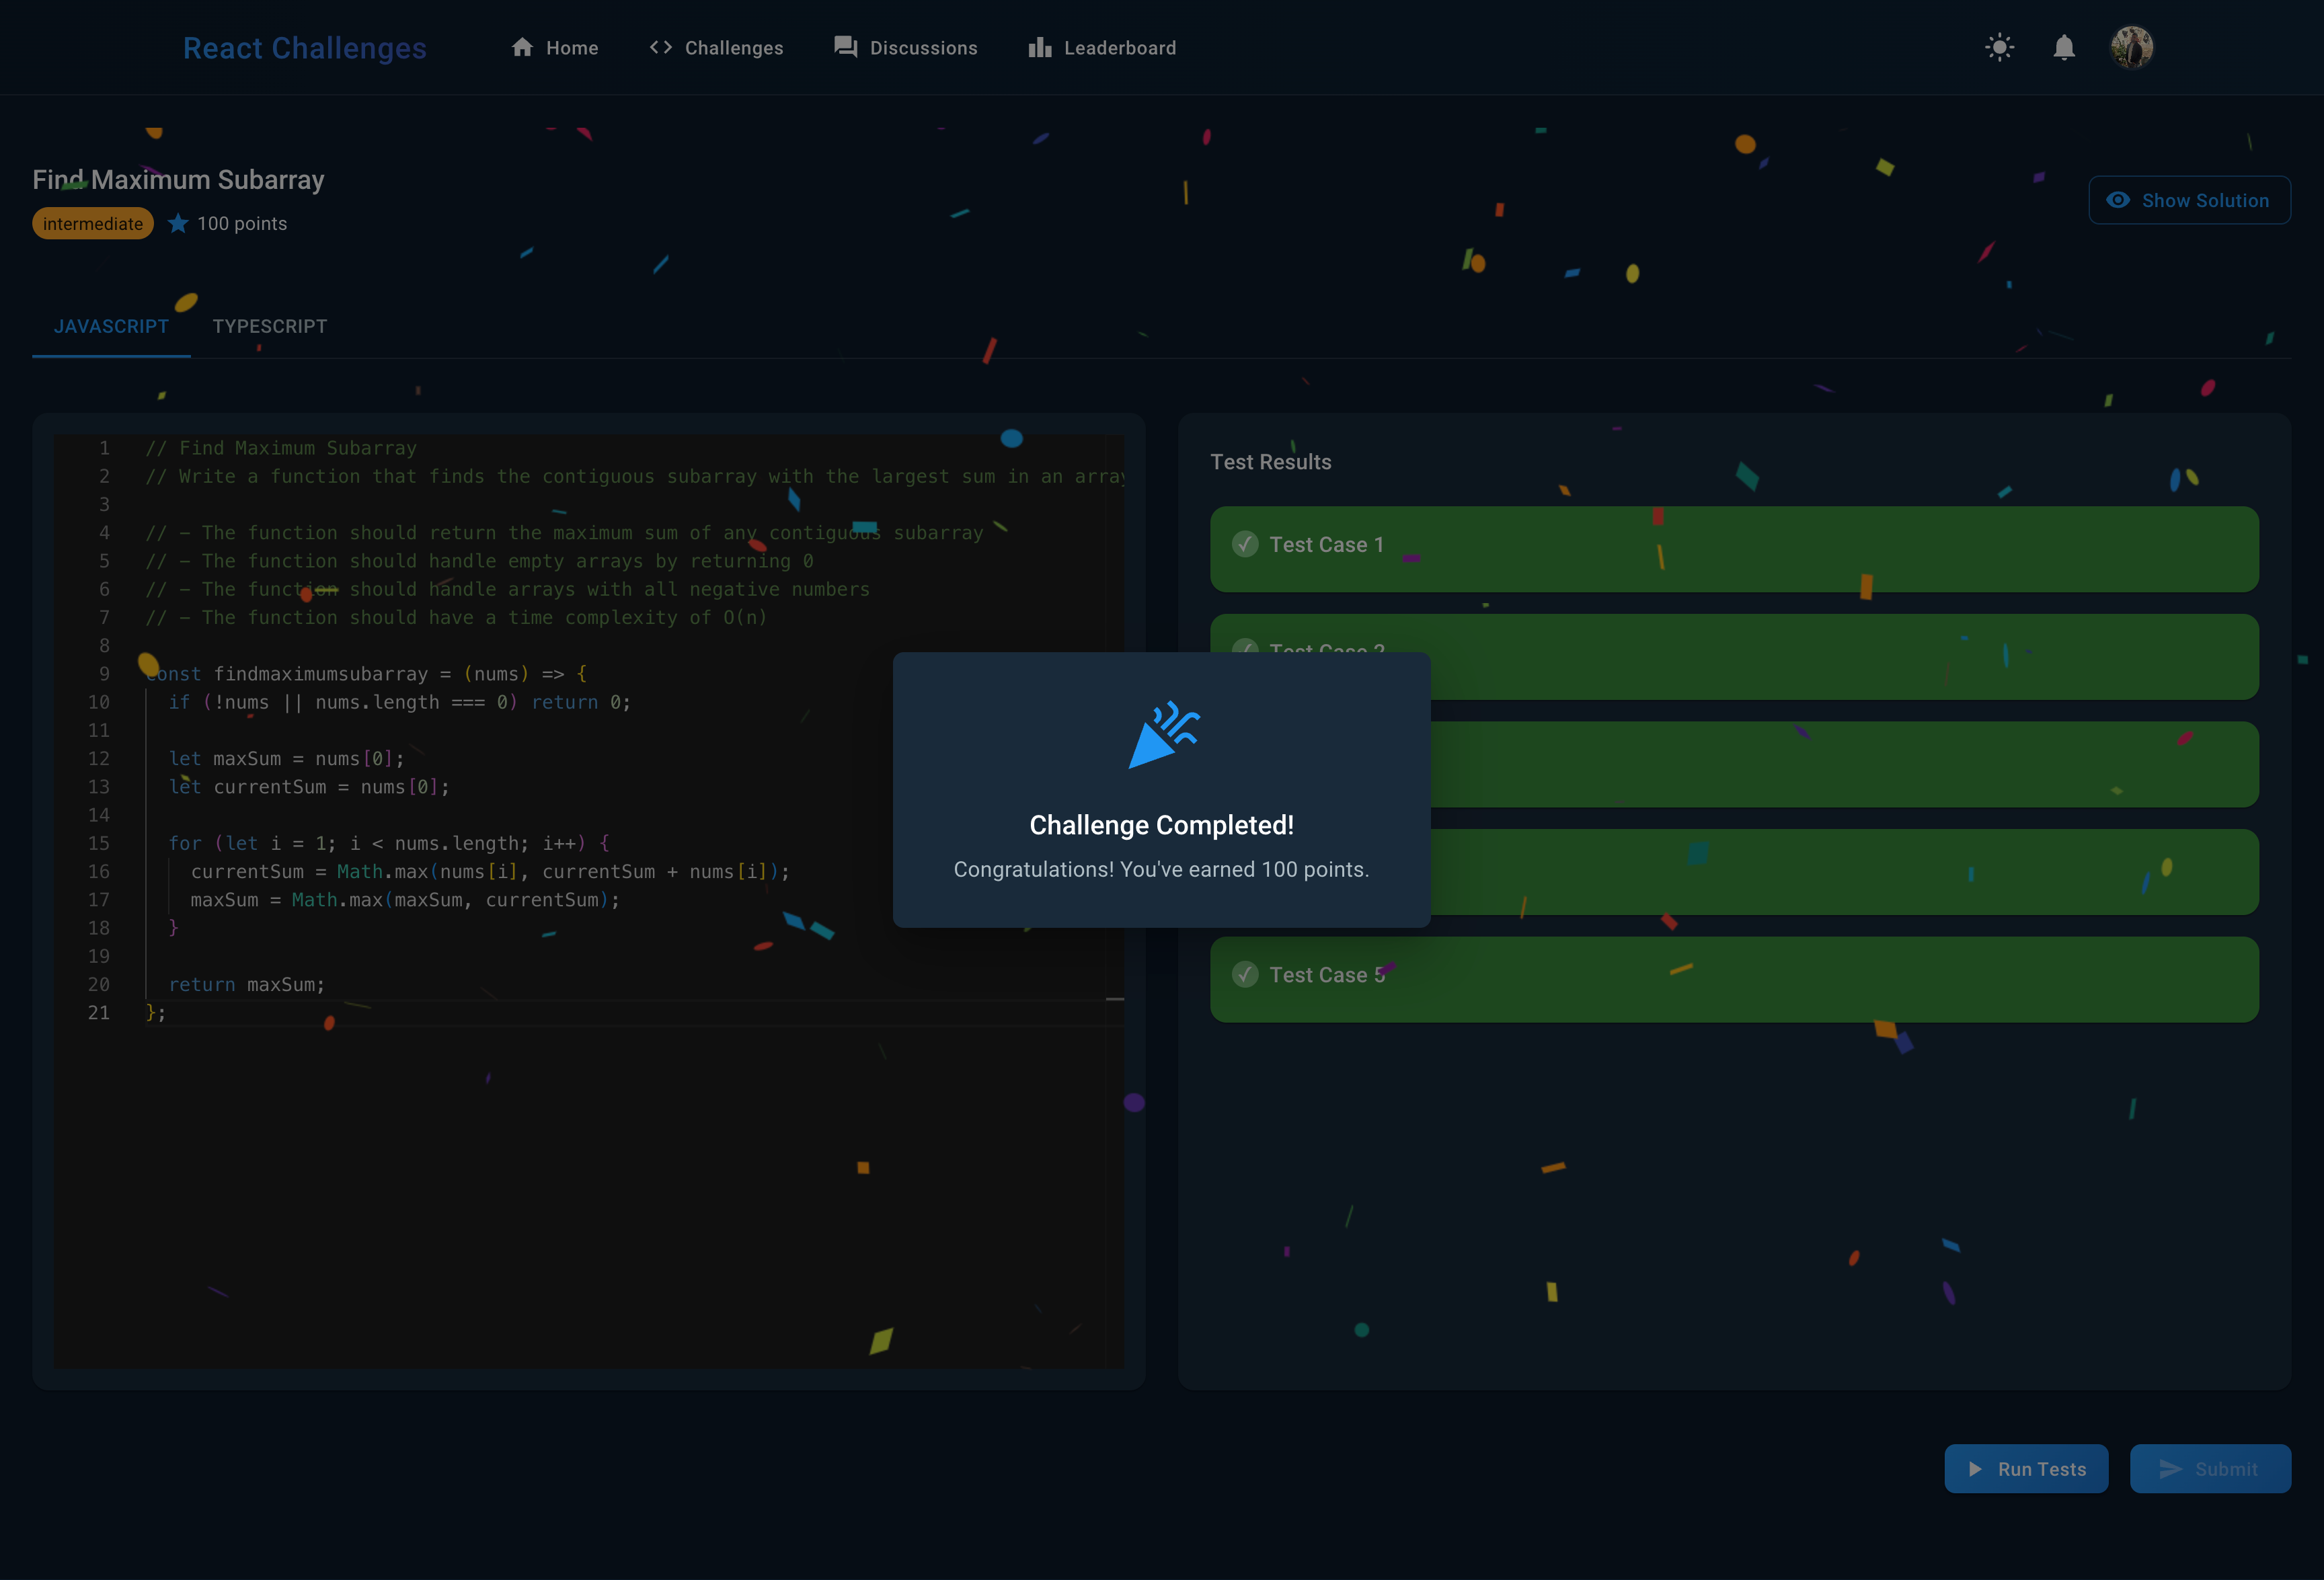 React Challenges
Home
Challenges
Discussions
Leaderboard
Find Maximum Subarray
intermediate
100 points
Show Solution
JAVASCRIPT
TYPESCRIPT
1 // Find Maximum Subarray
2 // Write a function that finds the contiguous subarray with the largest sum in an array
3
4 // – The function should return the maximum sum of any contiguous subarray
5 // – The function should handle empty arrays by returning 0
6 // – The function should handle arrays with all negative numbers
7 // – The function should have a time complexity of O(n)
8
9 const findmaximumsubarray = (nums) => {
10 if (!nums || nums.length === 0) return 0;
11
12 let maxSum = nums[0];
13 let currentSum = nums[0];
14
15 for (let i = 1; i < nums.length; i++) {
16 currentSum = Math.max(nums[i], currentSum + nums[i]);
17 maxSum = Math.max(maxSum, currentSum);
18 }
19
20 return maxSum;
21 };
Test Results
Test Case 1
Test Case 2
Test Case 5
Challenge Completed!
Congratulations! You've earned 100 points.
Run Tests
Submit